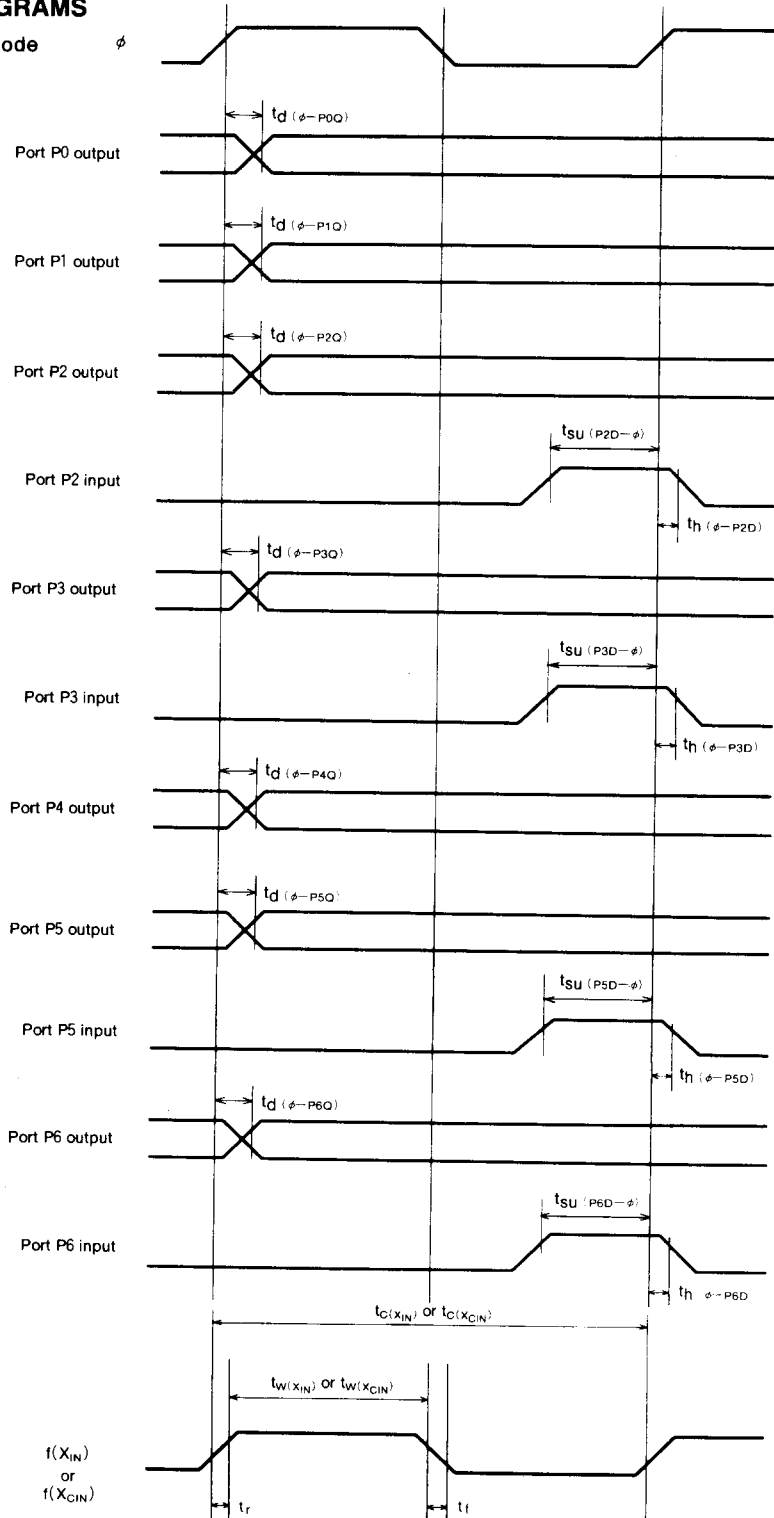 GRAMS
ode φ
td (φ−P0Q)
Port P0 output
td (φ−P1Q)
Port P1 output
td (φ−P2Q)
Port P2 output
tsu (P2D−φ)
Port P2 input
th (φ−P2D)
td (φ−P3Q)
Port P3 output
tsu (P3D−φ)
Port P3 input
th (φ−P3D)
td (φ−P4Q)
Port P4 output
td (φ−P5Q)
Port P5 output
tsu (P5D−φ)
Port P5 input
th (φ−P5D)
td (φ−P6Q)
Port P6 output
tsu (P6D−φ)
Port P6 input
th φ−P6D
tC(XIN) or tC(XCIN)
tW(XIN) or tW(XCIN)
f(XIN)
or
f(XCIN)
tr tf